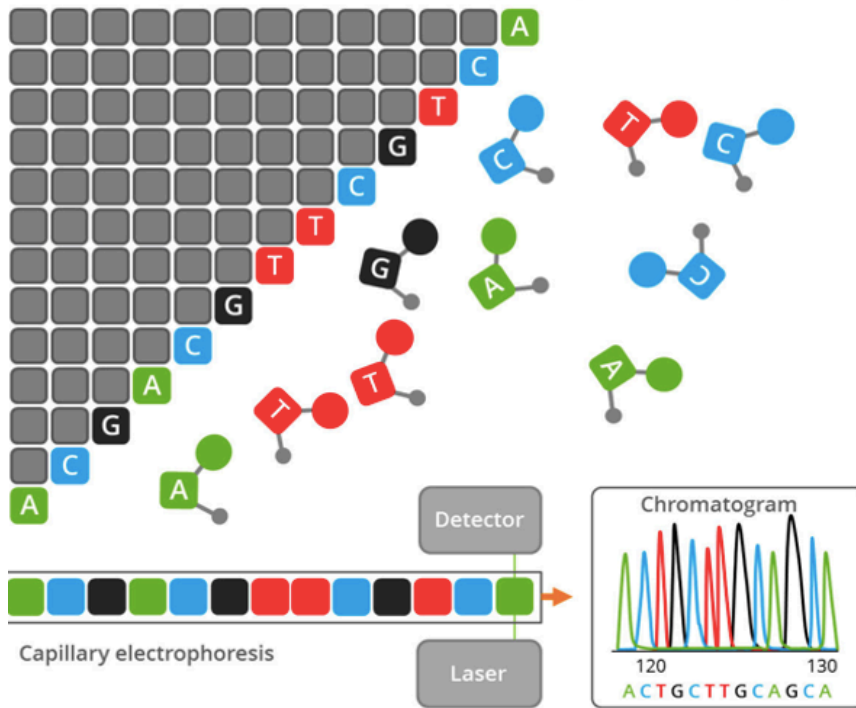 A
C
T
T
G C C
C
T
T G A C
G
C
A T A
G T
C
A A
Detector
Chromatogram
120 130
ACTGCTTGCAGCA
Capillary electrophoresis
Laser